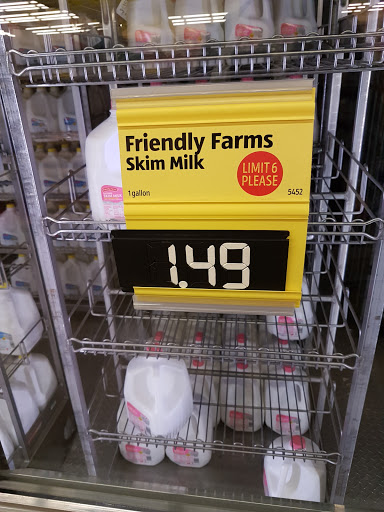 Friendly Farms
Skim Milk
LIMIT 6
PLEASE
1 gallon
5452
1.49